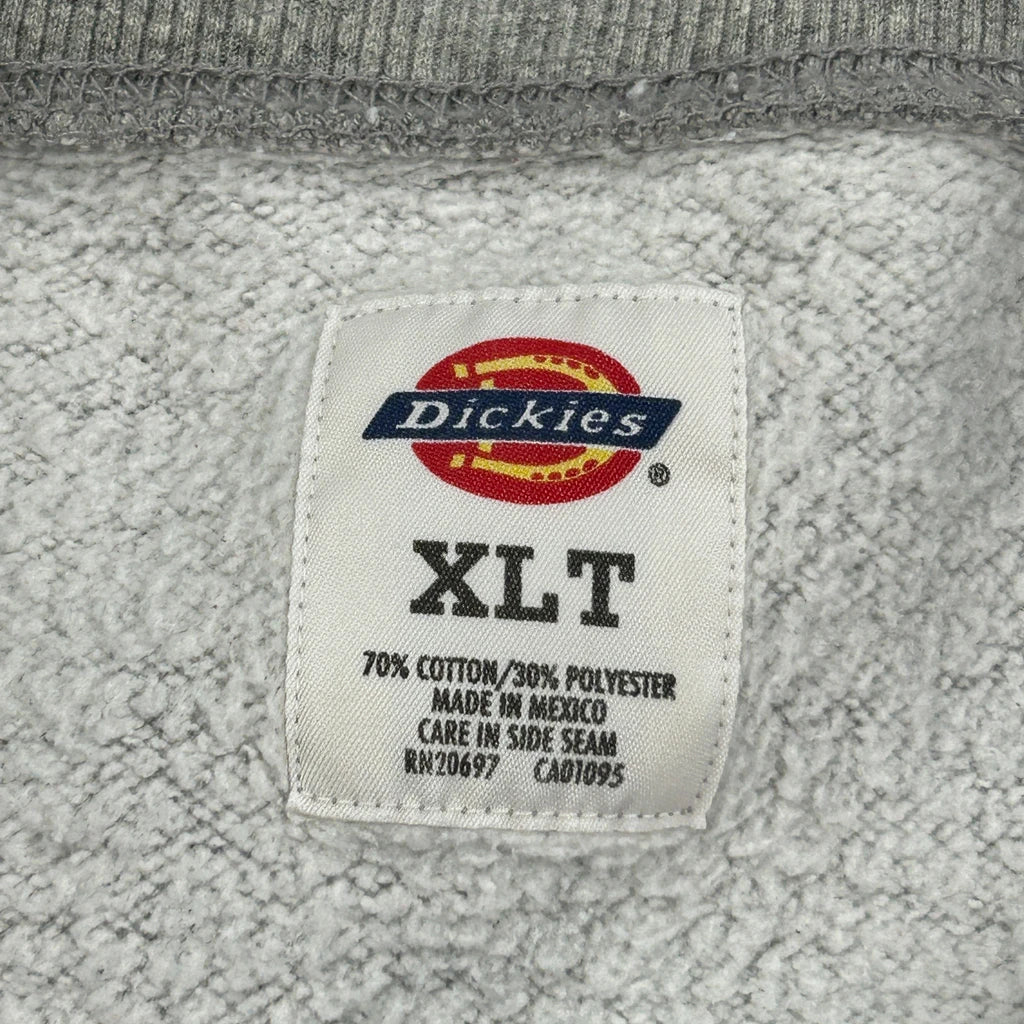 Dickies
®
XLT
70% COTTON/30% POLYESTER
MADE IN MEXICO
CARE IN SIDE SEAM
RN20697 CA01095